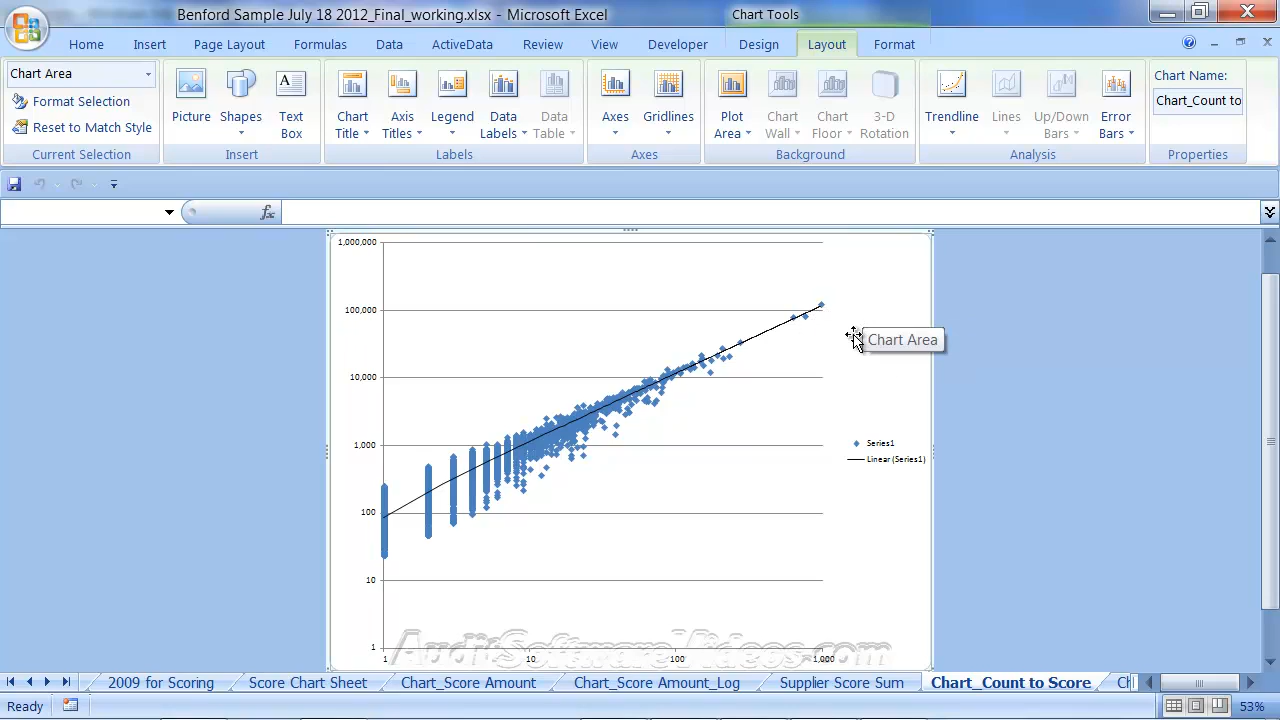 Benford Sample July 18 2012_Final_working.xlsx - Microsoft Excel
Chart Tools
Home Insert Page Layout Formulas Data ActiveData Review View Developer Design Layout Format
Chart Area
Format Selection
Reset to Match Style
Current Selection
Picture
Shapes
Text Box
Insert
Chart Title
Axis Titles
Legend
Data Labels
Data Table
Labels
Axes
Gridlines
Axes
Plot Area
Chart Wall
Chart Floor
3-D Rotation
Background
Trendline
Lines
Up/Down Bars
Error Bars
Analysis
Chart Name:
Chart_Count to
Properties
fx
1,000,000
100,000
10,000
1,000
100
10
1
Chart Area
Series1
Linear (Series1)
AuditSoftwareVideos.com
1 10 100 1,000
2009 for Scoring Score Chart Sheet Chart_Score Amount Chart_Score Amount_Log Supplier Score Sum Chart_Count to Score
Ready 53%